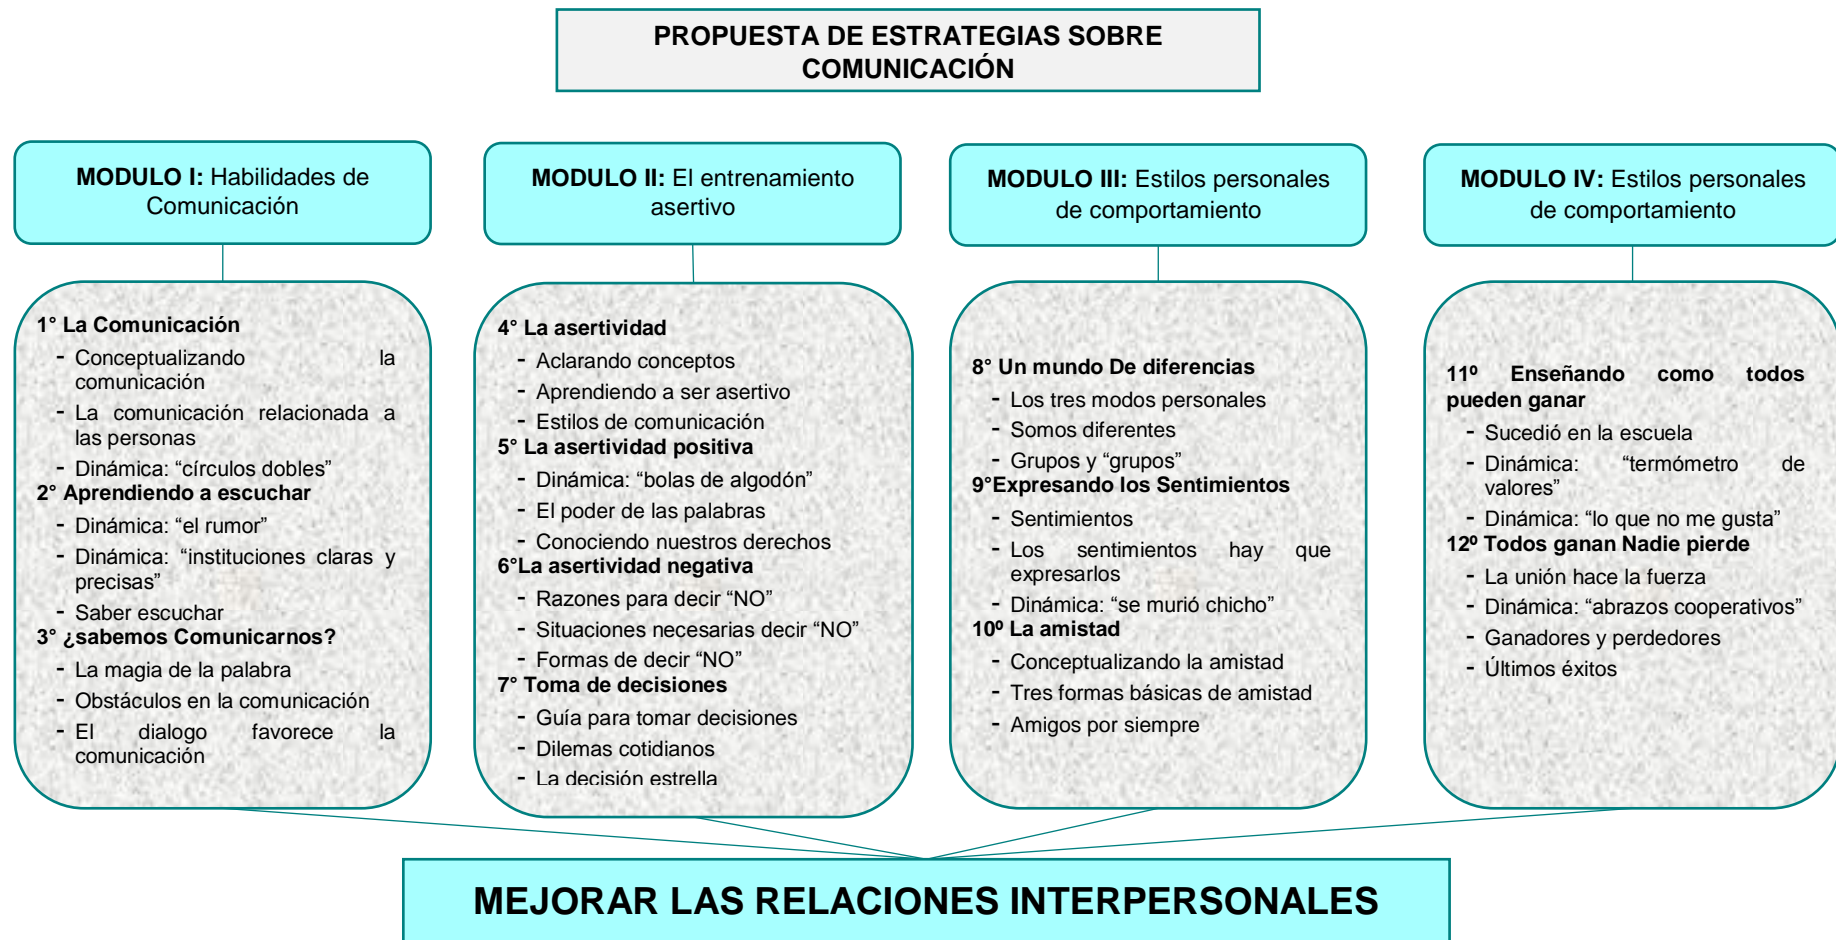 PROPUESTA DE ESTRATEGIAS SOBRE
COMUNICACIÓN
MODULO I: Habilidades de
Comunicación
1° La Comunicación
- Conceptualizando la
comunicación
- La comunicación relacionada a
las personas
- Dinámica: “círculos dobles”
2° Aprendiendo a escuchar
- Dinámica: “el rumor”
- Dinámica: “instituciones claras y
precisas”
- Saber escuchar
3° ¿sabemos Comunicarnos?
- La magia de la palabra
- Obstáculos en la comunicación
- El dialogo favorece la
comunicación
MODULO II: El entrenamiento
asertivo
4° La asertividad
- Aclarando conceptos
- Aprendiendo a ser asertivo
- Estilos de comunicación
5° La asertividad positiva
- Dinámica: “bolas de algodón”
- El poder de las palabras
- Conociendo nuestros derechos
6°La asertividad negativa
- Razones para decir “NO”
- Situaciones necesarias decir “NO”
- Formas de decir “NO”
7° Toma de decisiones
- Guía para tomar decisiones
- Dilemas cotidianos
- La decisión estrella
MODULO III: Estilos personales
de comportamiento
8° Un mundo De diferencias
- Los tres modos personales
- Somos diferentes
- Grupos y “grupos”
9°Expresando los Sentimientos
- Sentimientos
- Los sentimientos hay que
expresarlos
- Dinámica: “se murió chicho”
10º La amistad
- Conceptualizando la amistad
- Tres formas básicas de amistad
- Amigos por siempre
MODULO IV: Estilos personales
de comportamiento
11º Enseñando como todos
pueden ganar
- Sucedió en la escuela
- Dinámica: “termómetro de
valores”
- Dinámica: “lo que no me gusta”
12º Todos ganan Nadie pierde
- La unión hace la fuerza
- Dinámica: “abrazos cooperativos”
- Ganadores y perdedores
- Últimos éxitos
MEJORAR LAS RELACIONES INTERPERSONALES